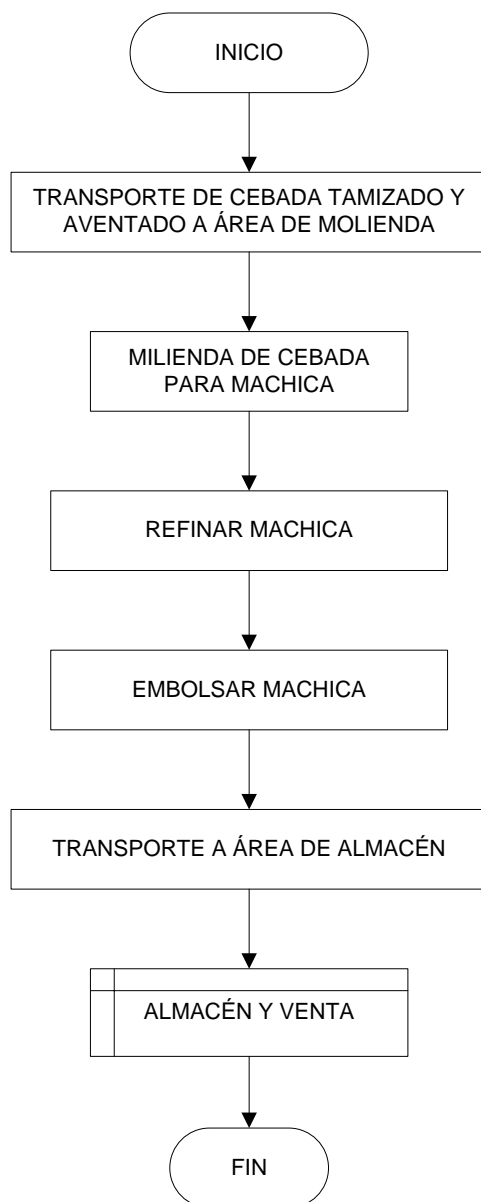 INICIO
TRANSPORTE DE CEBADA TAMIZADO Y
AVENTADO A ÁREA DE MOLIENDA
MILIENDA DE CEBADA
PARA MACHICA
REFINAR MACHICA
EMBOLSAR MACHICA
TRANSPORTE A ÁREA DE ALMACÉN
ALMACÉN Y VENTA
FIN